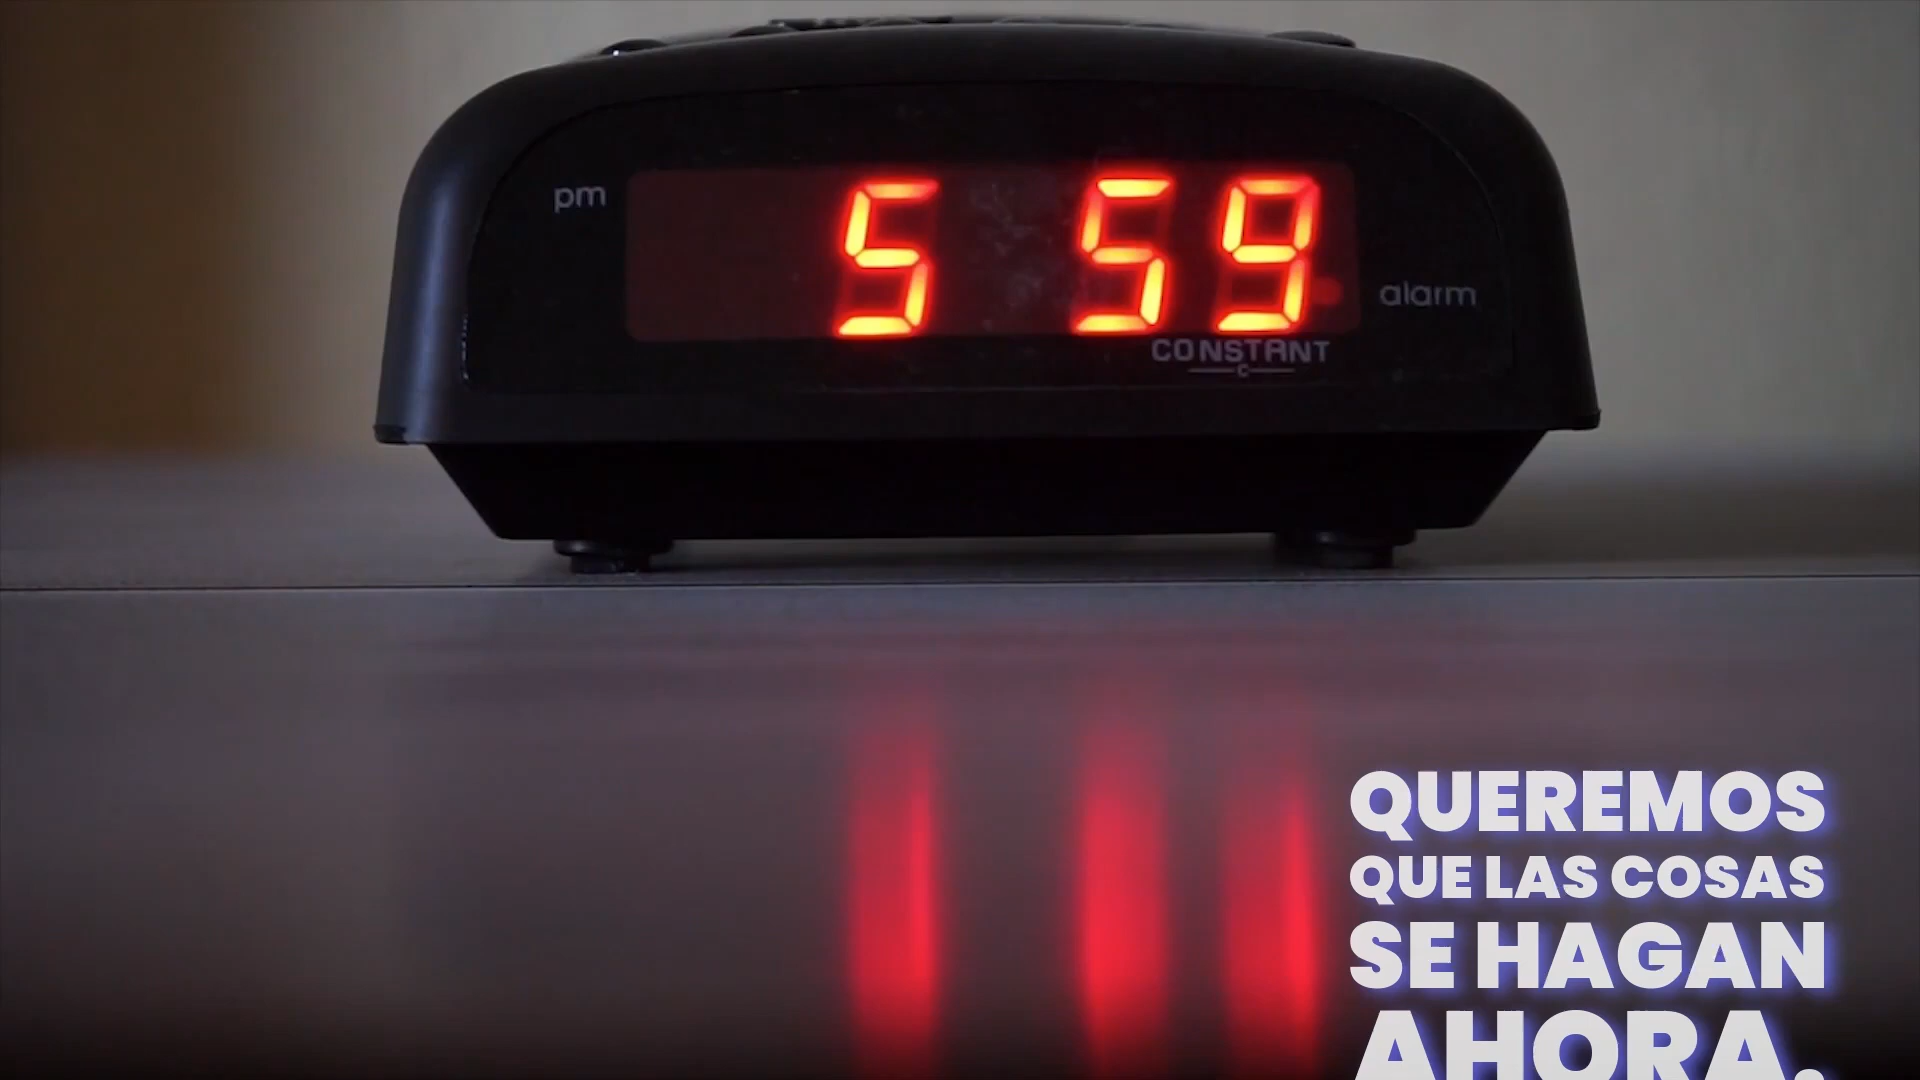 pm
5 59
alarm
CONSTANT
C
QUEREMOS
QUE LAS COSAS
SE HAGAN
AHORA.